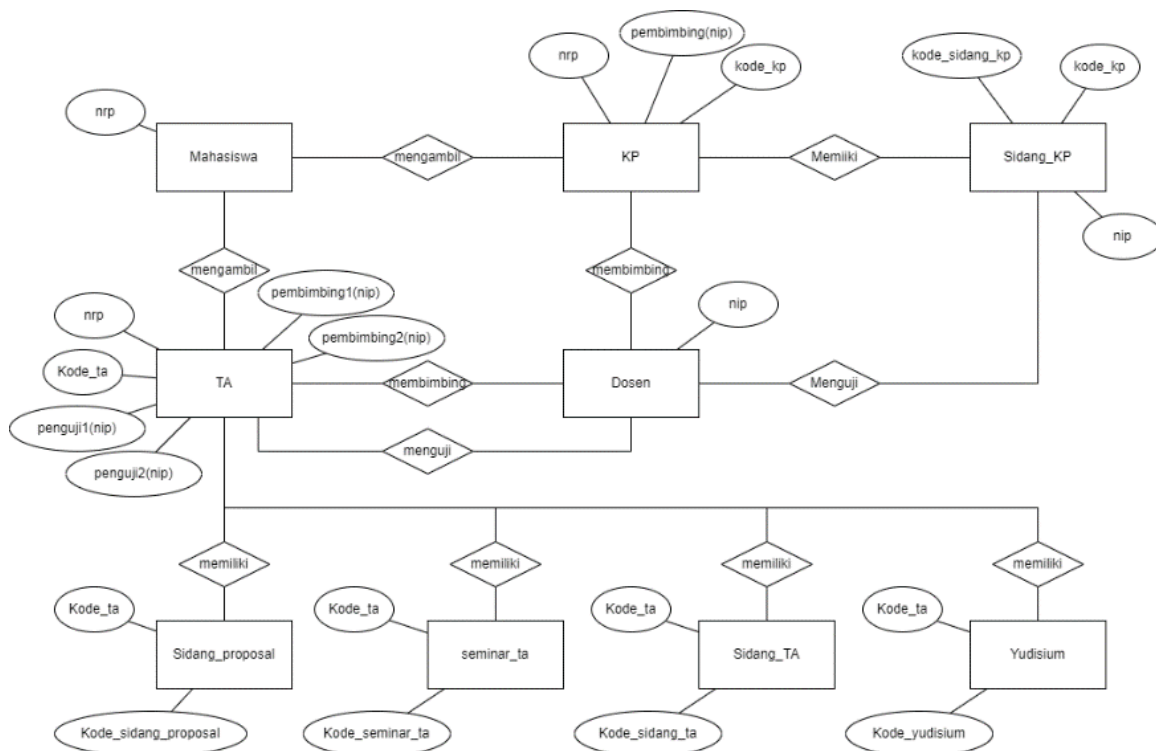 pembimbing(nip)
nrp
kode_kp
kode_sidang_kp
kode_kp
nrp
Mahasiswa
mengambil
KP
Memiiki
Sidang_KP
nip
mengambil
membimbing
pembimbing1(nip)
nip
nrp
pembimbing2(nip)
Kode_ta
TA
membimbing
Dosen
Menguji
penguji1(nip)
menguji
penguji2(nip)
memiliki
memiliki
memiliki
memiliki
Kode_ta
Kode_ta
Kode_ta
Kode_ta
Sidang_proposal
seminar_ta
Sidang_TA
Yudisium
Kode_sidang_proposal
Kode_seminar_ta
Kode_sidang_ta
Kode_yudisium